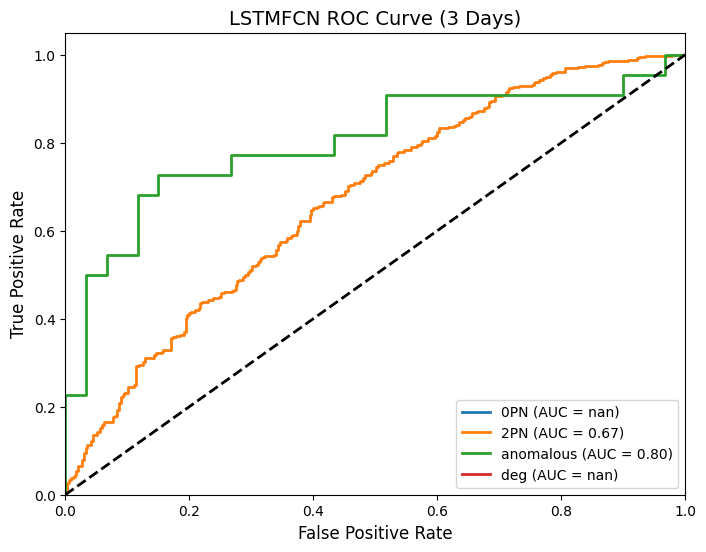 LSTMFCN ROC Curve (3 Days)
True Positive Rate
1.0
0.8
0.6
0.4
0.2
0.0
0PN (AUC = nan)
2PN (AUC = 0.67)
anomalous (AUC = 0.80)
deg (AUC = nan)
0.0 0.2 0.4 0.6 0.8 1.0
False Positive Rate